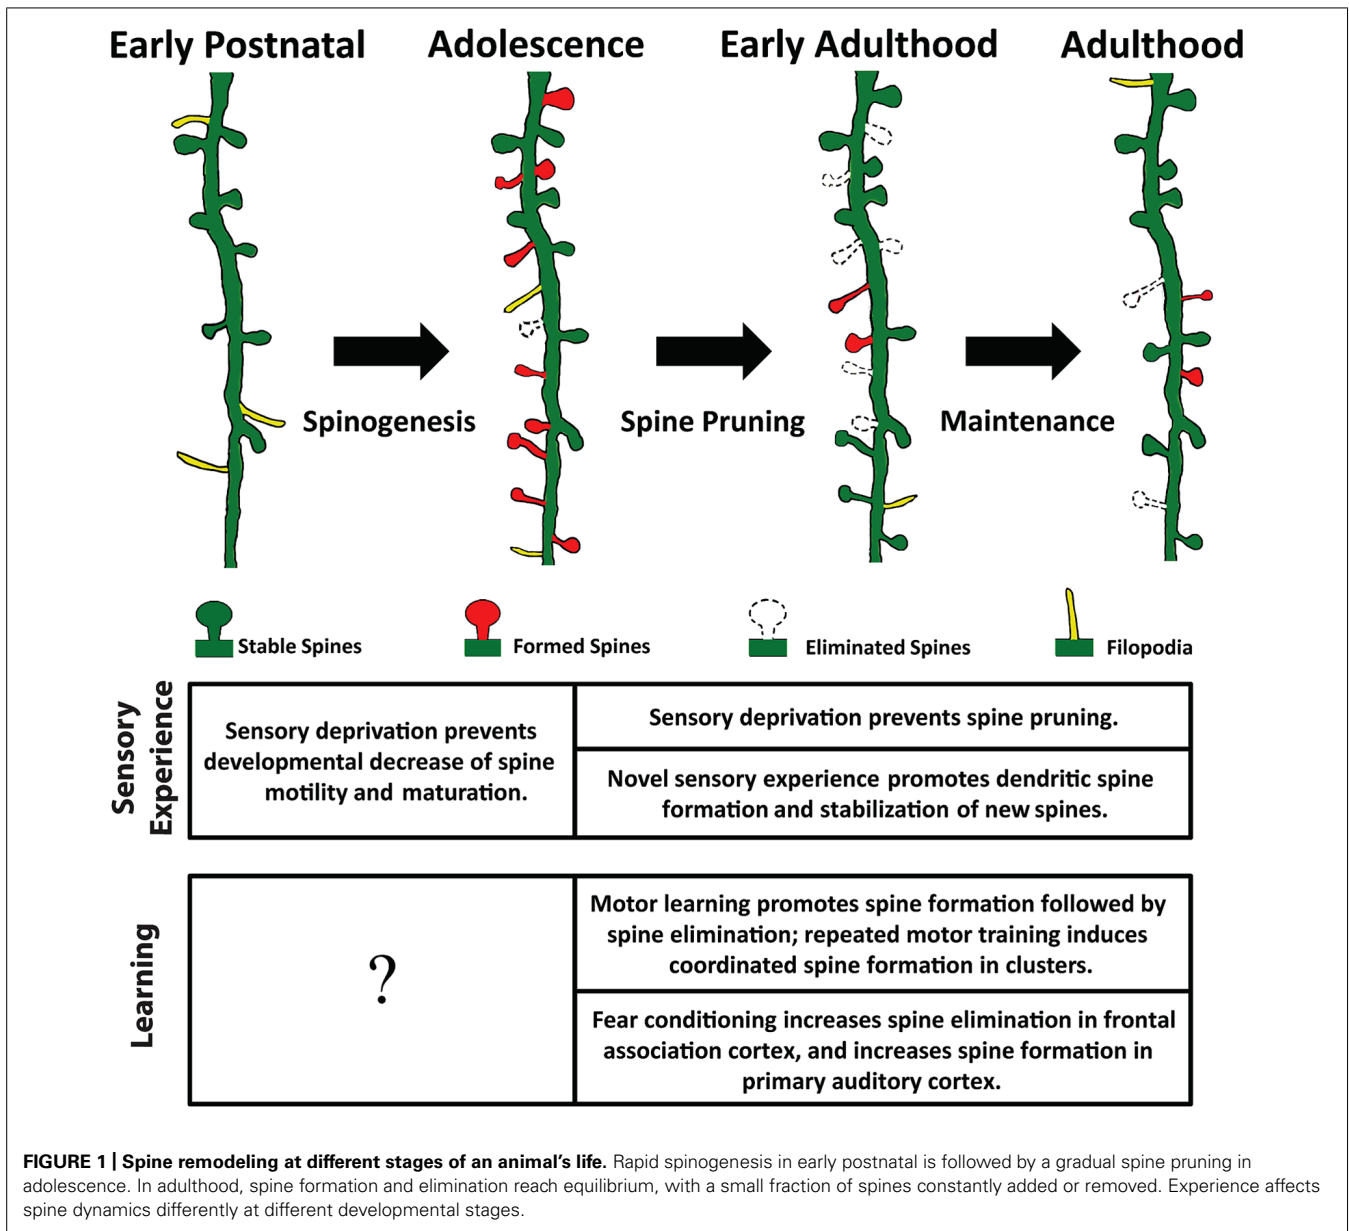 Early Postnatal
Adolescence
Early Adulthood
Adulthood
Spinogenesis
Spine Pruning
Maintenance
Stable Spines
Formed Spines
Eliminated Spines
Filopodia
Sensory
Experience
Sensory deprivation prevents
developmental decrease of spine
motility and maturation.
Sensory deprivation prevents spine pruning.
Novel sensory experience promotes dendritic spine
formation and stabilization of new spines.
Learning
?
Motor learning promotes spine formation followed by
spine elimination; repeated motor training induces
coordinated spine formation in clusters.
Fear conditioning increases spine elimination in frontal
association cortex, and increases spine formation in
primary auditory cortex.
FIGURE 1 | Spine remodeling at different stages of an animal's life. Rapid spinogenesis in early postnatal is followed by a gradual spine pruning in
adolescence. In adulthood, spine formation and elimination reach equilibrium, with a small fraction of spines constantly added or removed. Experience affects
spine dynamics differently at different developmental stages.